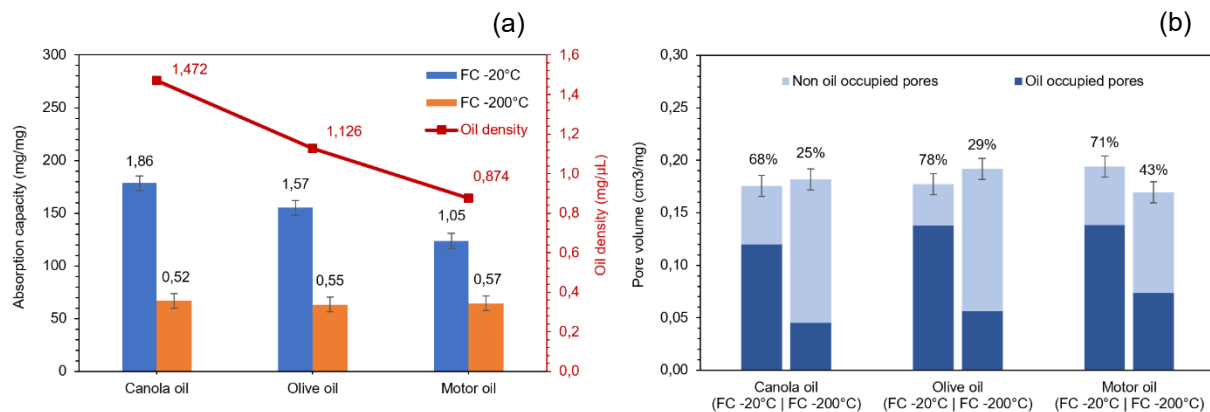 (a)
300
250
200
150
100
50
0
Absorption capacity (mg/mg)
1,6
1,4
1,2
1,0
0,8
0,6
0,4
0,2
0,0
Oil density (mg/µL)
FC -20°C
FC -200°C
Oil density
1,472
1,126
0,874
1,86
0,52
1,57
0,55
1,05
0,57
Canola oil
Olive oil
Motor oil
(b)
0,30
0,25
0,20
0,15
0,10
0,05
0,00
Pore volume (cm3/mg)
Non oil occupied pores
Oil occupied pores
68%
25%
78%
29%
71%
43%
Canola oil
(FC -20°C | FC -200°C)
Olive oil
(FC -20°C | FC -200°C)
Motor oil
(FC -20°C | FC -200°C)